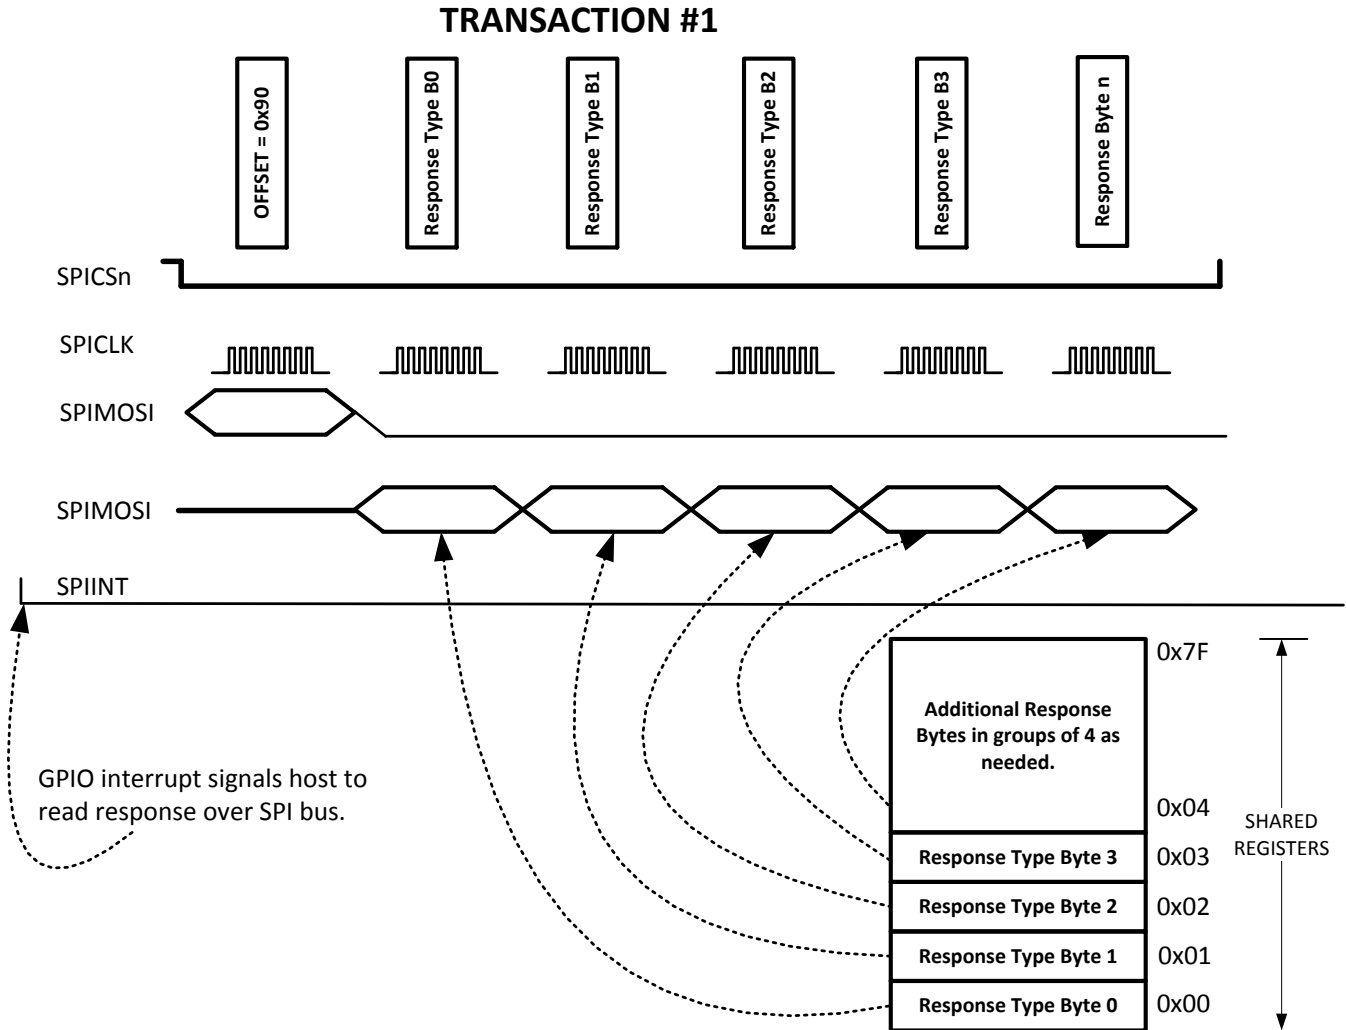 TRANSACTION #1
OFFSET = 0x90
Response Type B0
Response Type B1
Response Type B2
Response Type B3
Response Byte n
SPICSn
SPICLK
SPIMOSI
SPIMOSI
SPIINT
GPIO interrupt signals host to
read response over SPI bus.
0x7F
Additional Response
Bytes in groups of 4 as
needed.
0x04
SHARED
REGISTERS
Response Type Byte 3
0x03
Response Type Byte 2
0x02
Response Type Byte 1
0x01
Response Type Byte 0
0x00